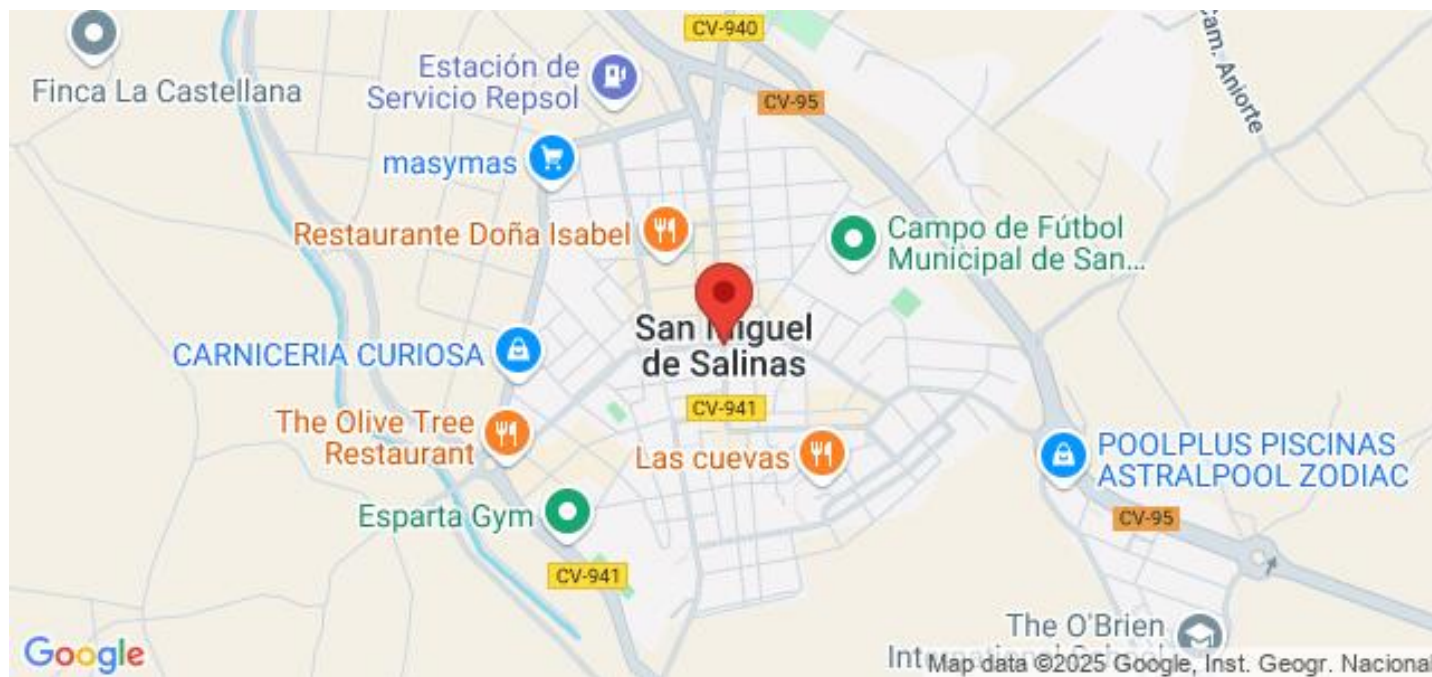 CV-940
Cam. Aniorte
Estación de
Servicio Repsol
Finca La Castellana
CV-95
masymas
Restaurante Doña Isabel
Campo de Fútbol
Municipal de San...
San Miguel
de Salinas
CARNICERIA CURIOSA
CV-941
The Olive Tree
Restaurant
Las cuevas
POOLPLUS PISCINAS
ASTRALPOOL ZODIAC
Esparta Gym
CV-95
CV-941
The O'Brien
Google
Map data ©2025 Google, Inst. Geogr. Nacional